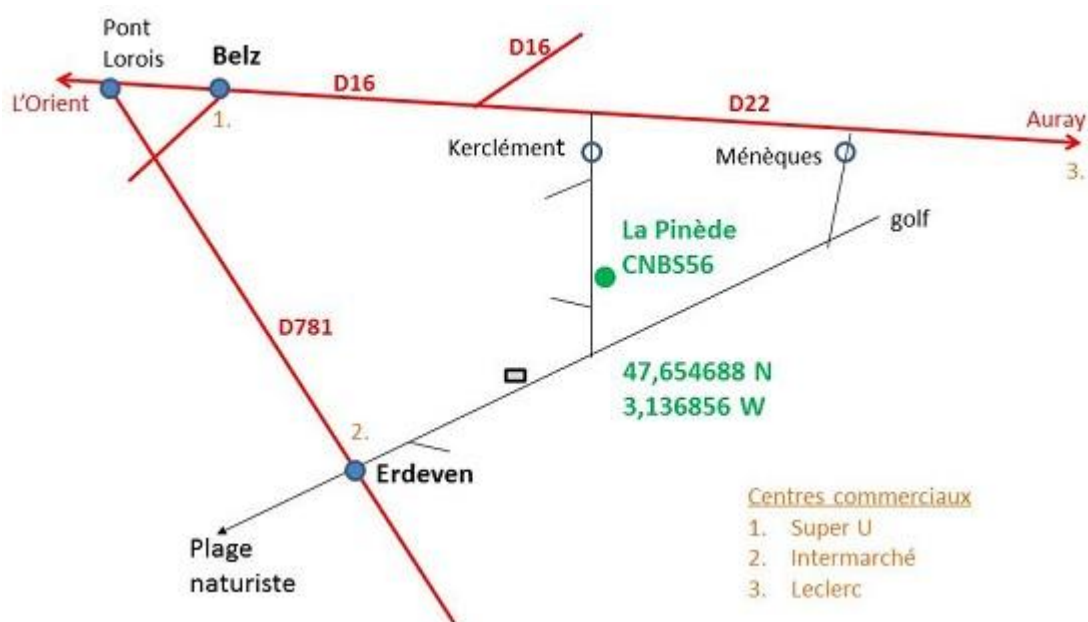 Pont
Lorois
Belz
D16
D16
L'Orient
1.
D22
Auray
Kerclément
Ménèques
3.
golf
La Pinède
CNBS56
D781
47,654688 N
3,136856 W
2.
Erdeven
Plage
naturiste
Centres commerciaux
1. Super U
2. Intermarché
3. Leclerc